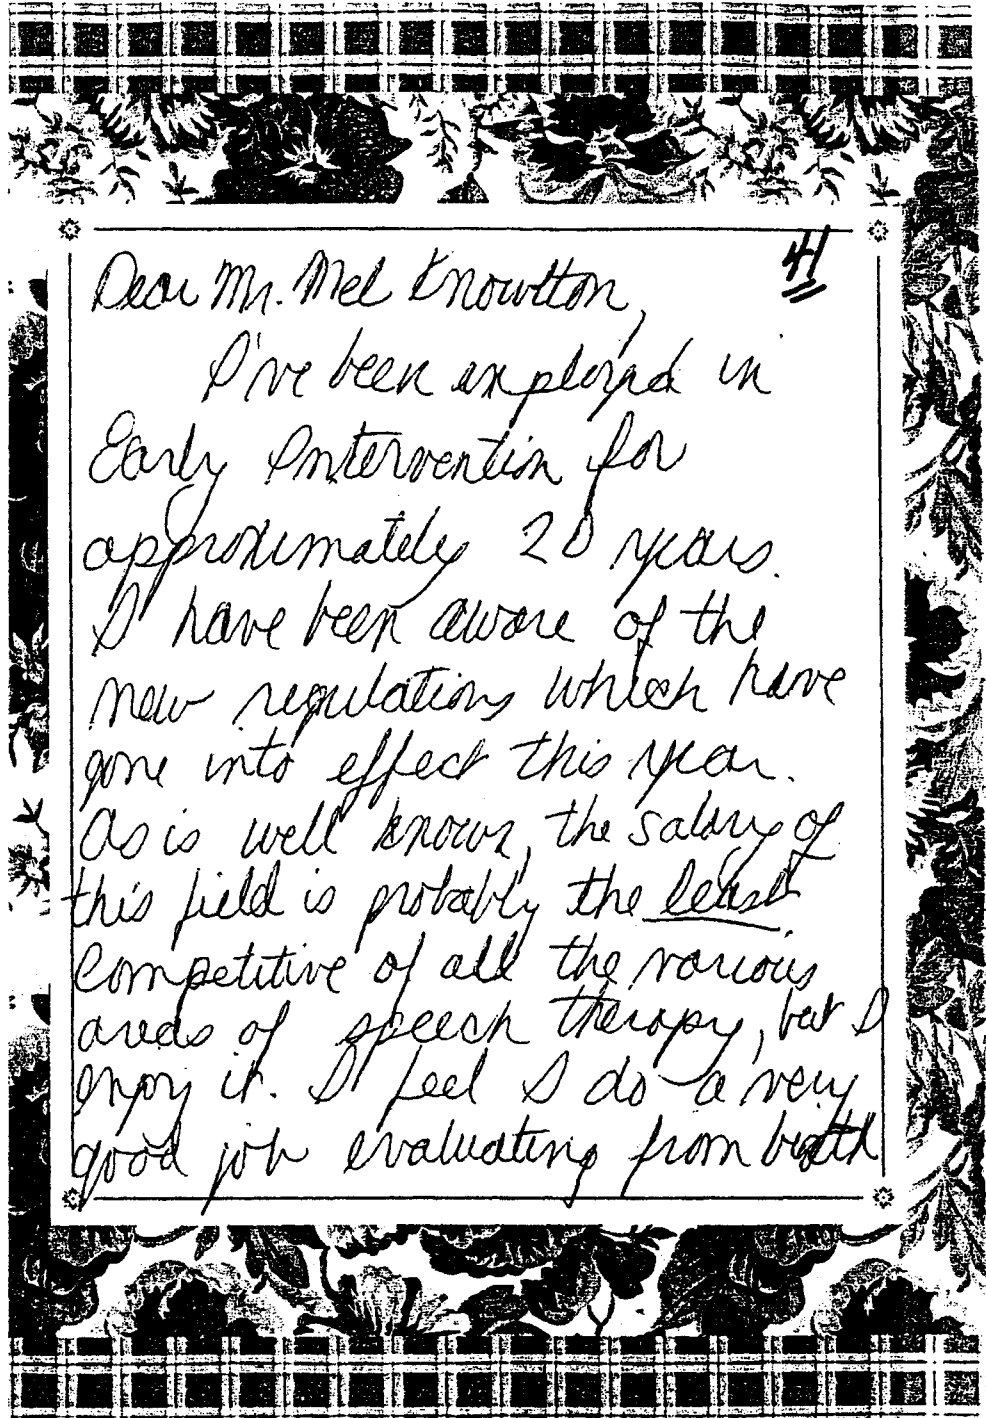 41
Dear Mr. Mel Knowlton,
I've been employed in
Early Intervention for
approximately 20 years.
I have been aware of the
new regulations which have
gone into effect this year.
As is well known, the salary of
this field is probably the least
competitive of all the various
areas of speech therapy, but I
enjoy it. I feel I do a very
good job evaluating from birth